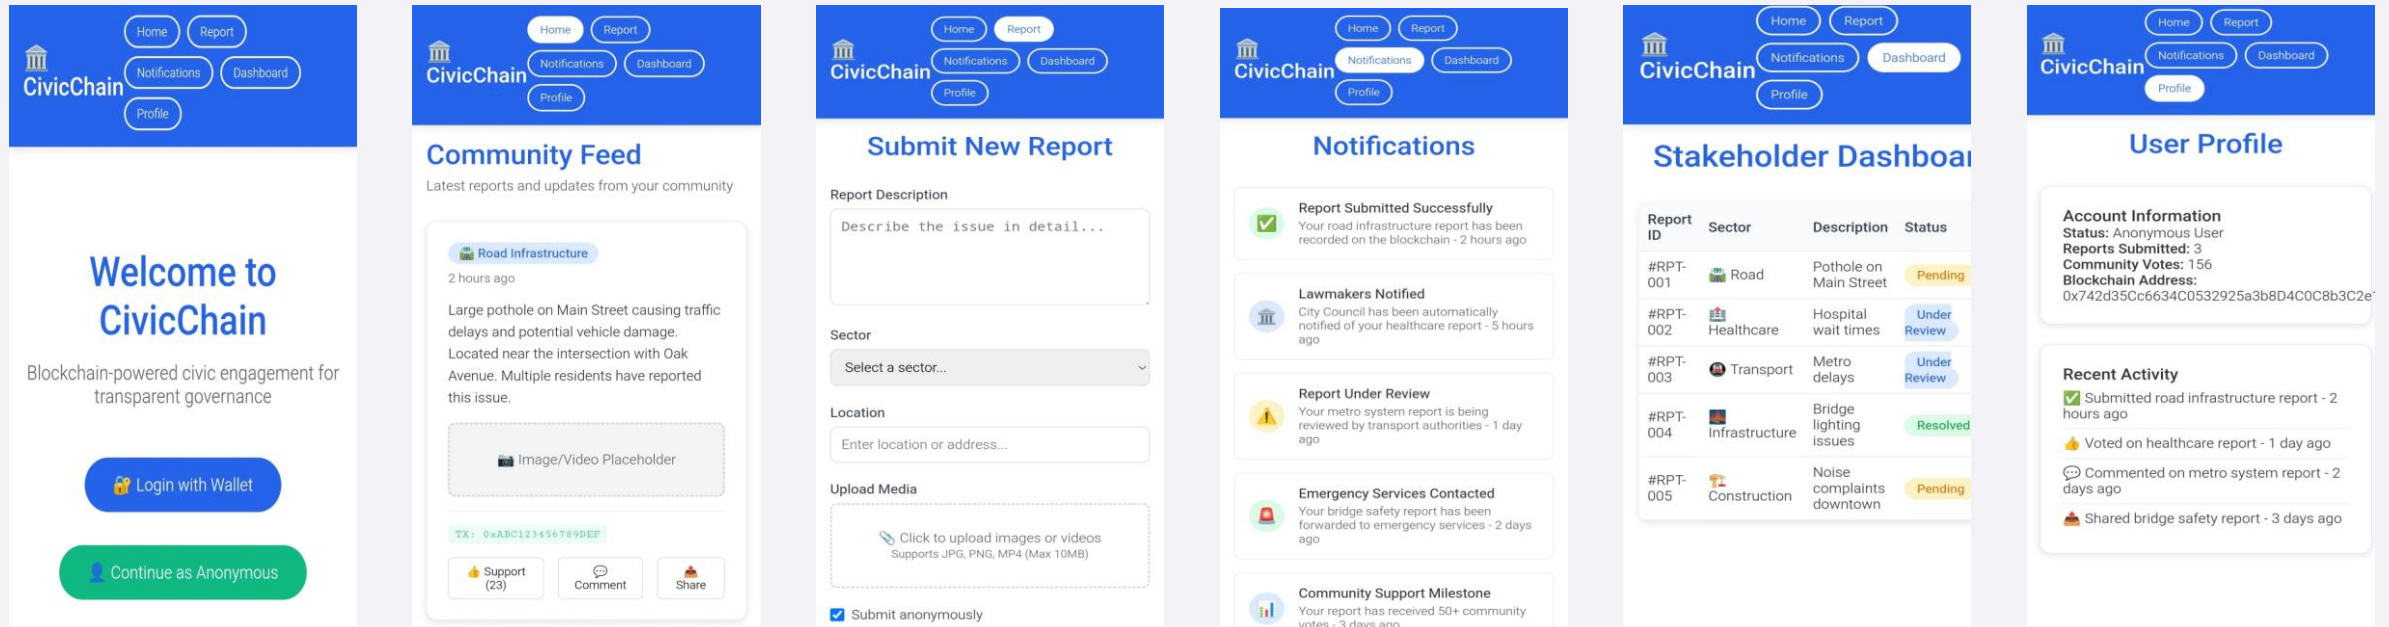 Home Report
CivicChain
Notifications Dashboard
Profile
Welcome to
CivicChain
Blockchain-powered civic engagement for
transparent governance
🔐 Login with Wallet
👤 Continue as Anonymous
Home Report
CivicChain
Notifications Dashboard
Profile
Community Feed
Latest reports and updates from your community
Road Infrastructure
2 hours ago
Large pothole on Main Street causing traffic
delays and potential vehicle damage.
Located near the intersection with Oak
Avenue. Multiple residents have reported
this issue.
Image/Video Placeholder
TX: 0xABC123456789DEF
Support
(23)
Comment
Share
Home Report
CivicChain
Notifications Dashboard
Profile
Submit New Report
Report Description
Describe the issue in detail...
Sector
Select a sector...
Location
Enter location or address...
Upload Media
Click to upload images or videos
Supports JPG, PNG, MP4 (Max 10MB)
Submit anonymously
Home Report
CivicChain
Notifications Dashboard
Profile
Notifications
Report Submitted Successfully
Your road infrastructure report has been
recorded on the blockchain - 2 hours ago
Lawmakers Notified
City Council has been automatically
notified of your healthcare report - 5 hours
ago
Report Under Review
Your metro system report is being
reviewed by transport authorities - 1 day
ago
Emergency Services Contacted
Your bridge safety report has been
forwarded to emergency services - 2 days
ago
Community Support Milestone
Your report has received 50+ community
votes - 3 days ago
Home Report
CivicChain
Notifications Dashboard
Profile
Stakeholder Dashboar
Report ID Sector Description Status
#RPT-001 Road Pothole on Main Street Pending
#RPT-002 Healthcare Hospital wait times Under Review
#RPT-003 Transport Metro delays Under Review
#RPT-004 Infrastructure Bridge lighting issues Resolved
#RPT-005 Construction Noise complaints downtown Pending
Home Report
CivicChain
Notifications Dashboard
Profile
User Profile
Account Information
Status: Anonymous User
Reports Submitted: 3
Community Votes: 156
Blockchain Address:
0x742d35Cc6634C0532925a3b8D4C0C8b3C2e1
Recent Activity
Submitted road infrastructure report - 2
hours ago
Voted on healthcare report - 1 day ago
Commented on metro system report - 2
days ago
Shared bridge safety report - 3 days ago